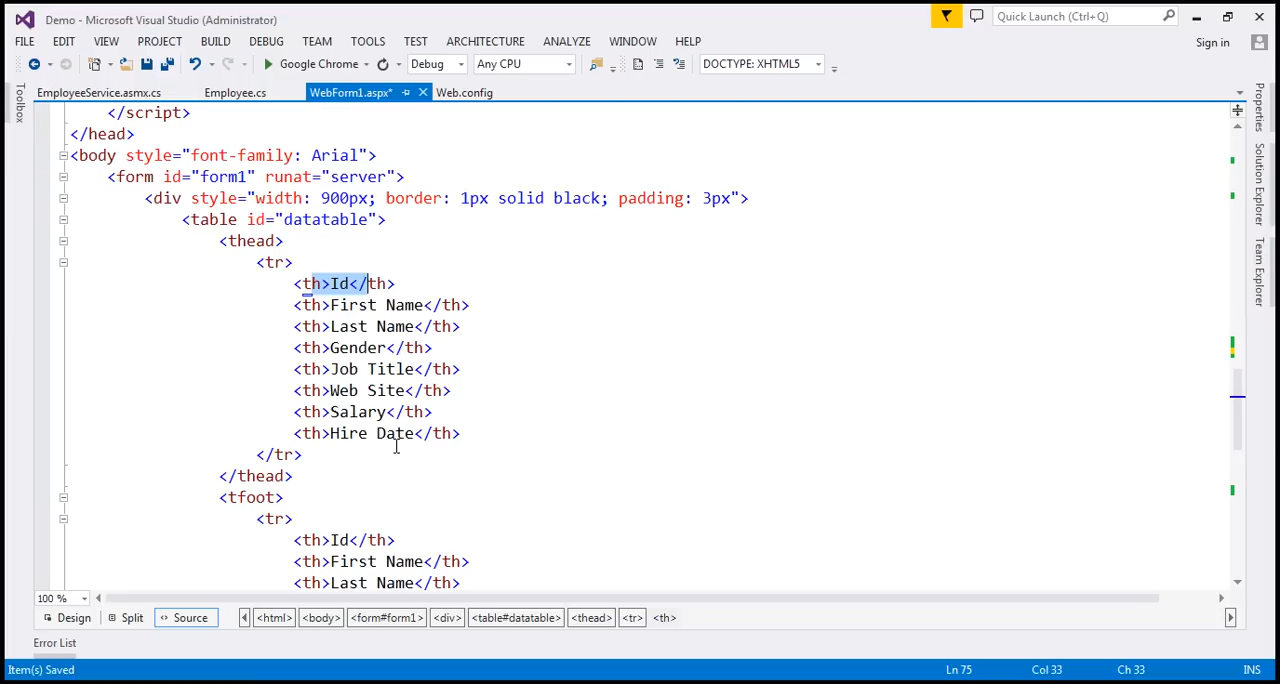 Demo - Microsoft Visual Studio (Administrator)
Quick Launch (Ctrl+Q)
FILE EDIT VIEW PROJECT BUILD DEBUG TEAM TOOLS TEST ARCHITECTURE ANALYZE WINDOW HELP
Sign in
Google Chrome Debug Any CPU DOCTYPE: XHTML5
EmployeeService.asmx.cs Employee.cs WebForm1.aspx* Web.config
Toolbox
Properties
Solution Explorer
Team Explorer
</script>
</head>
<body style="font-family: Arial">
<form id="form1" runat="server">
<div style="width: 900px; border: 1px solid black; padding: 3px">
<table id="datatable">
<thead>
<tr>
<th>Id</th>
<th>First Name</th>
<th>Last Name</th>
<th>Gender</th>
<th>Job Title</th>
<th>Web Site</th>
<th>Salary</th>
<th>Hire Date</th>
</tr>
</thead>
<tfoot>
<tr>
<th>Id</th>
<th>First Name</th>
<th>Last Name</th>
100 %
Design Split Source <html> <body> <form#form1> <div> <table#datatable> <thead> <tr> <th>
Error List
Item(s) Saved Ln 75 Col 33 Ch 33 INS